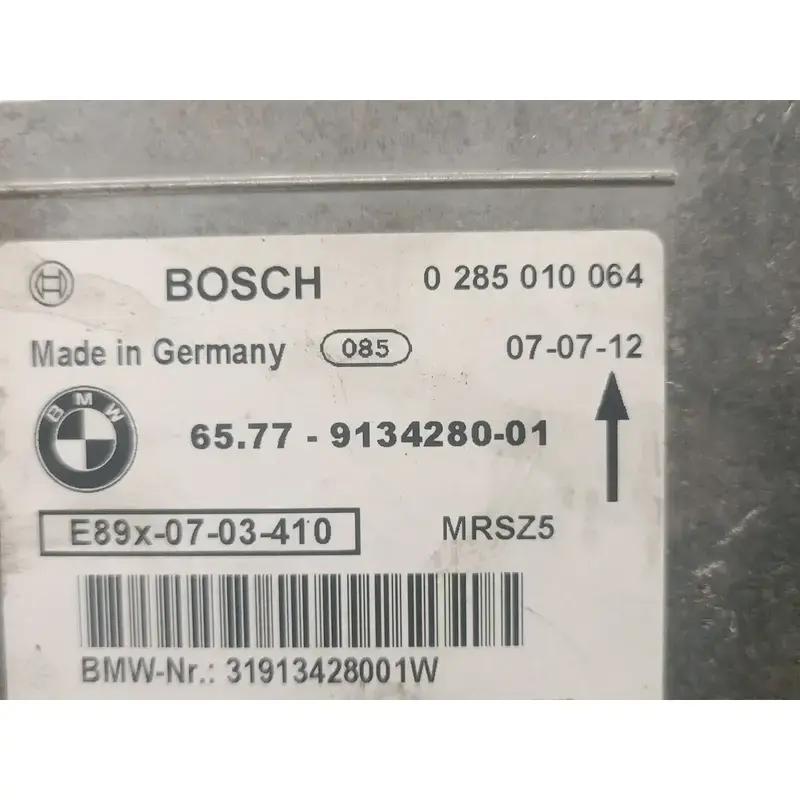 BOSCH 0 285 010 064
Made in Germany 085 07-07-12
BMW
65.77 - 9134280-01
E89x-07-03-410 MRSZ5
BMW-Nr.: 31913428001W